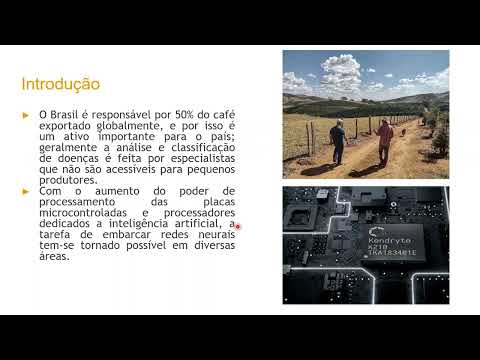 Introdução
► O Brasil é responsável por 50% do café
exportado globalmente, e por isso é
um ativo importante para o país;
geralmente a análise e classificação
de doenças é feita por especialistas
que não são acessíveis para pequenos
produtores.
► Com o aumento do poder de
processamento das placas
microcontroladas e processadores
dedicados a inteligência artificial, a
tarefa de embarcar redes neurais
tem-se tornado possível em diversas
áreas.
Kendryte
K210
TKA183401E